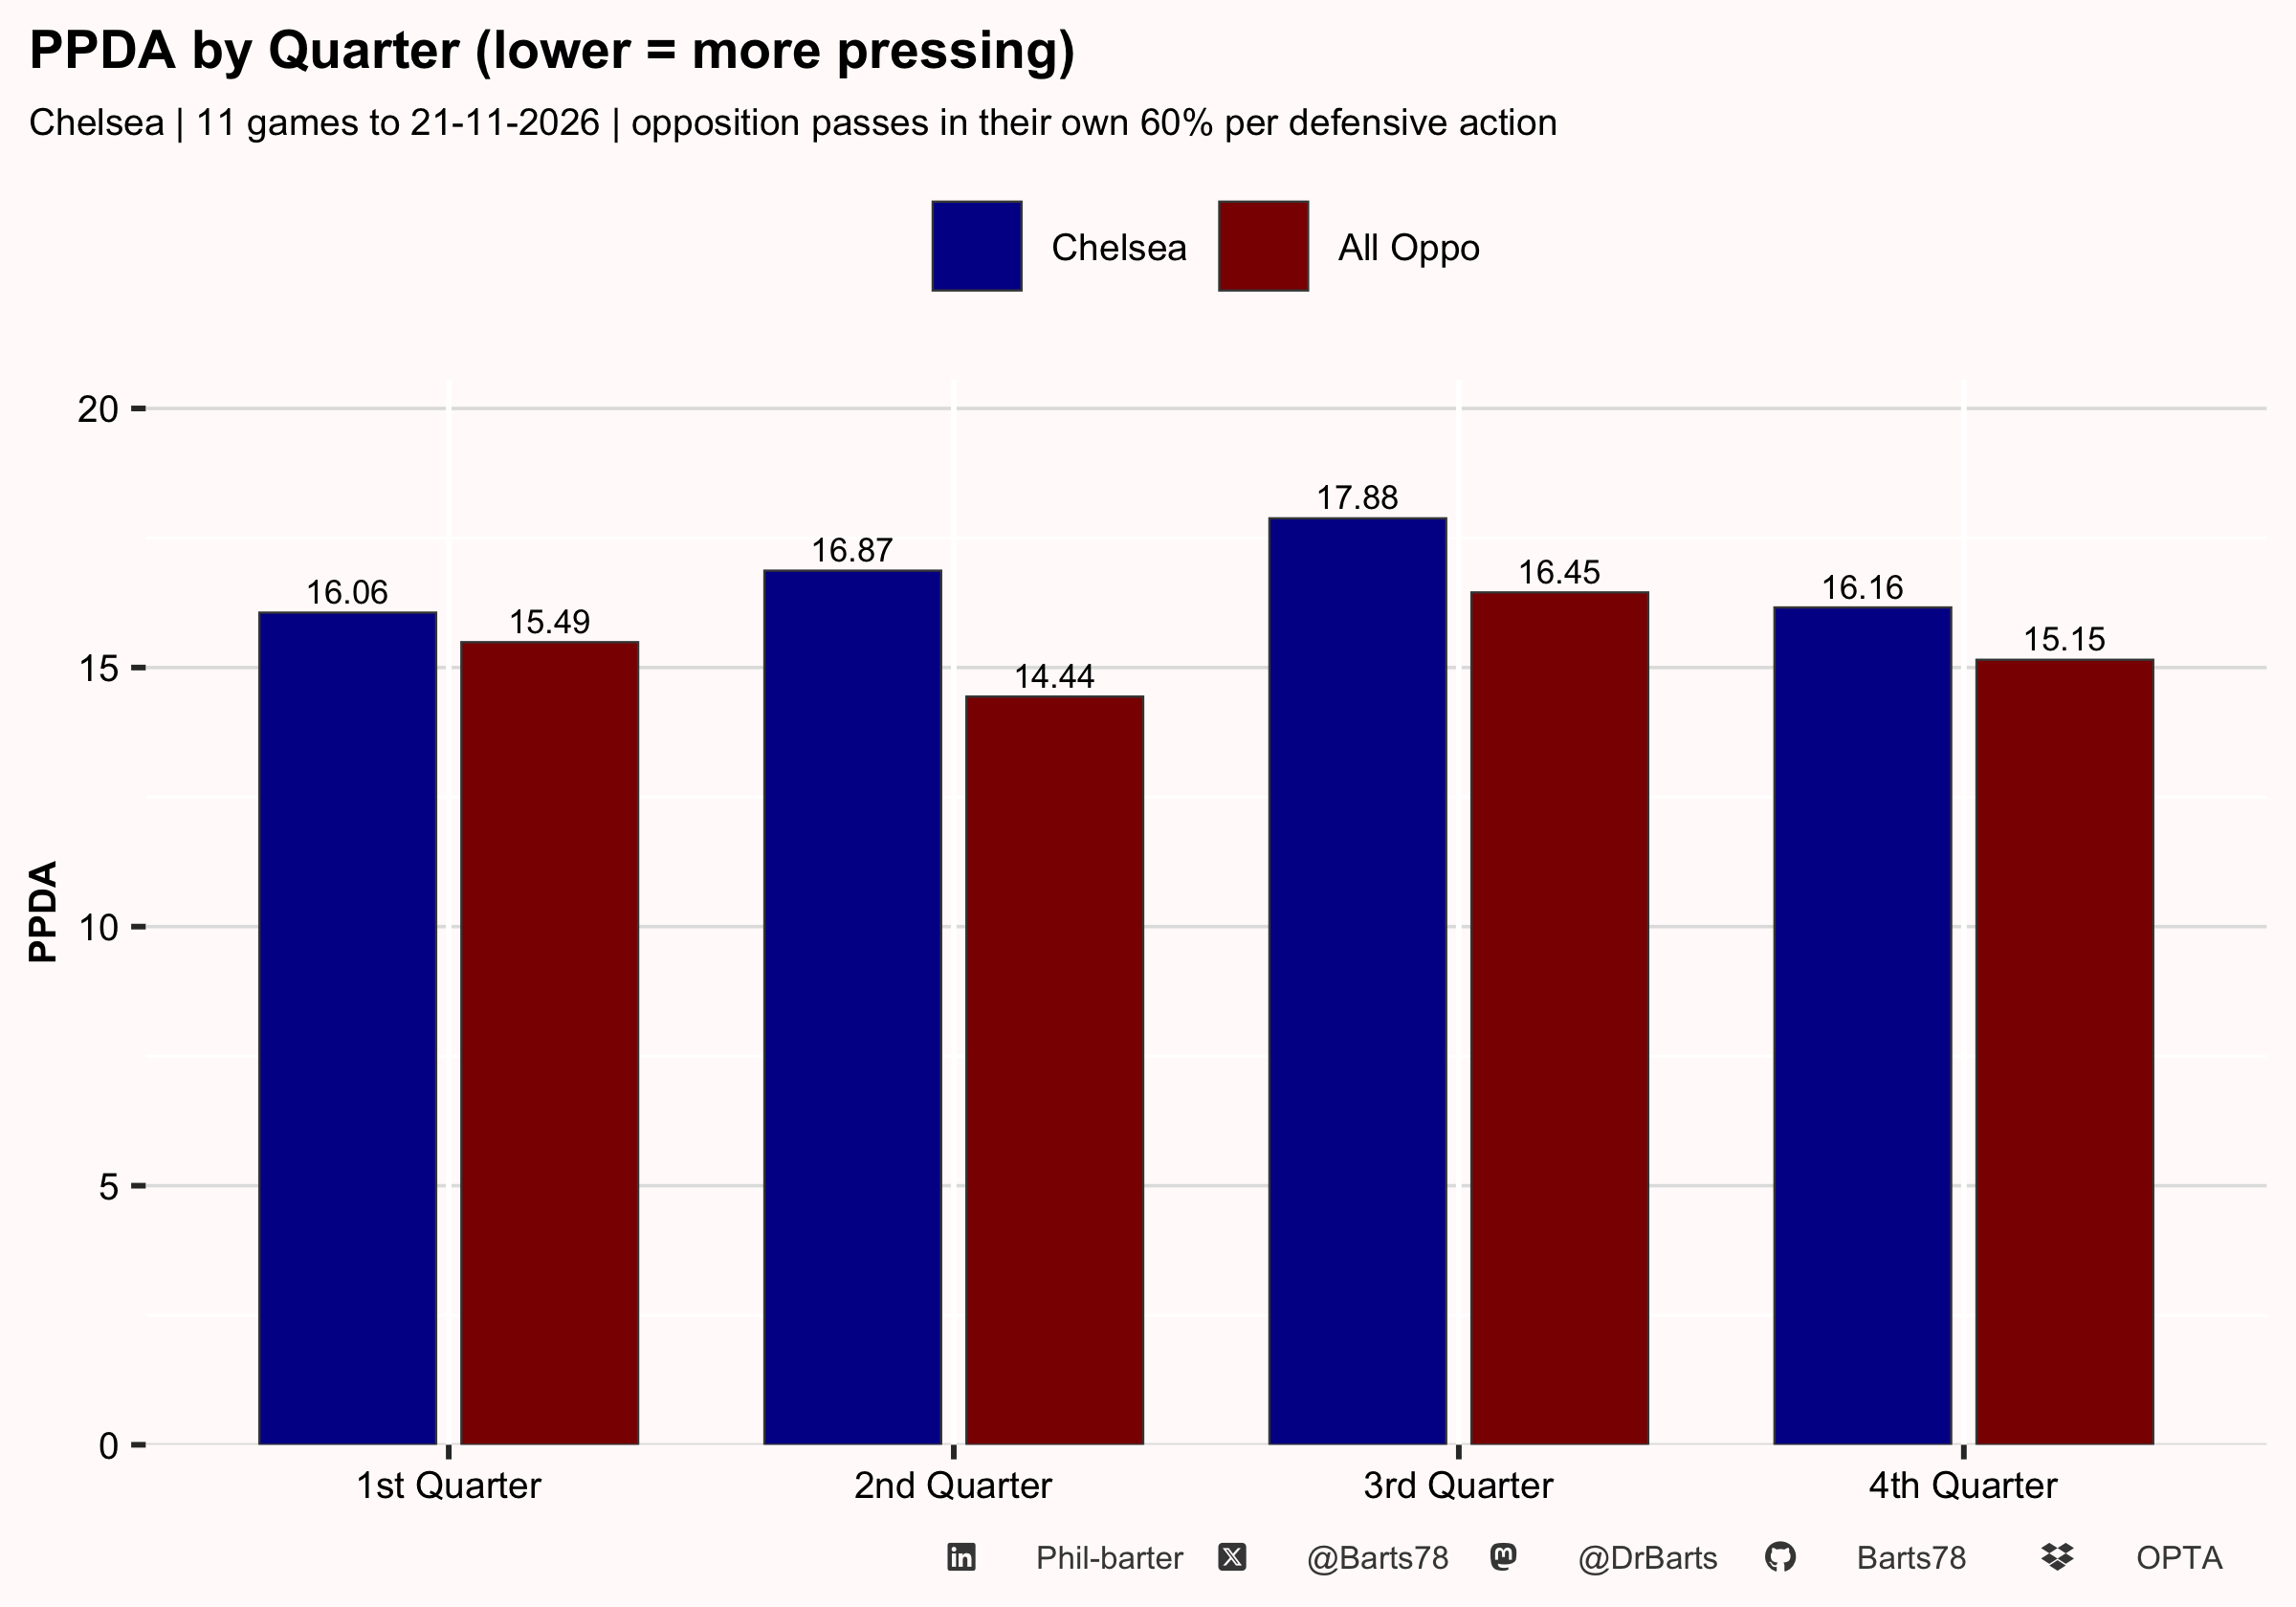 PPDA by Quarter (lower = more pressing)
Chelsea | 11 games to 21-11-2026 | opposition passes in their own 60% per defensive action
Chelsea All Oppo
20
15
10
5
0
PPDA
16.06 15.49 16.87 14.44 17.88 16.45 16.16 15.15
1st Quarter 2nd Quarter 3rd Quarter 4th Quarter
Phil-barter @Barts78 @DrBarts Barts78 OPTA